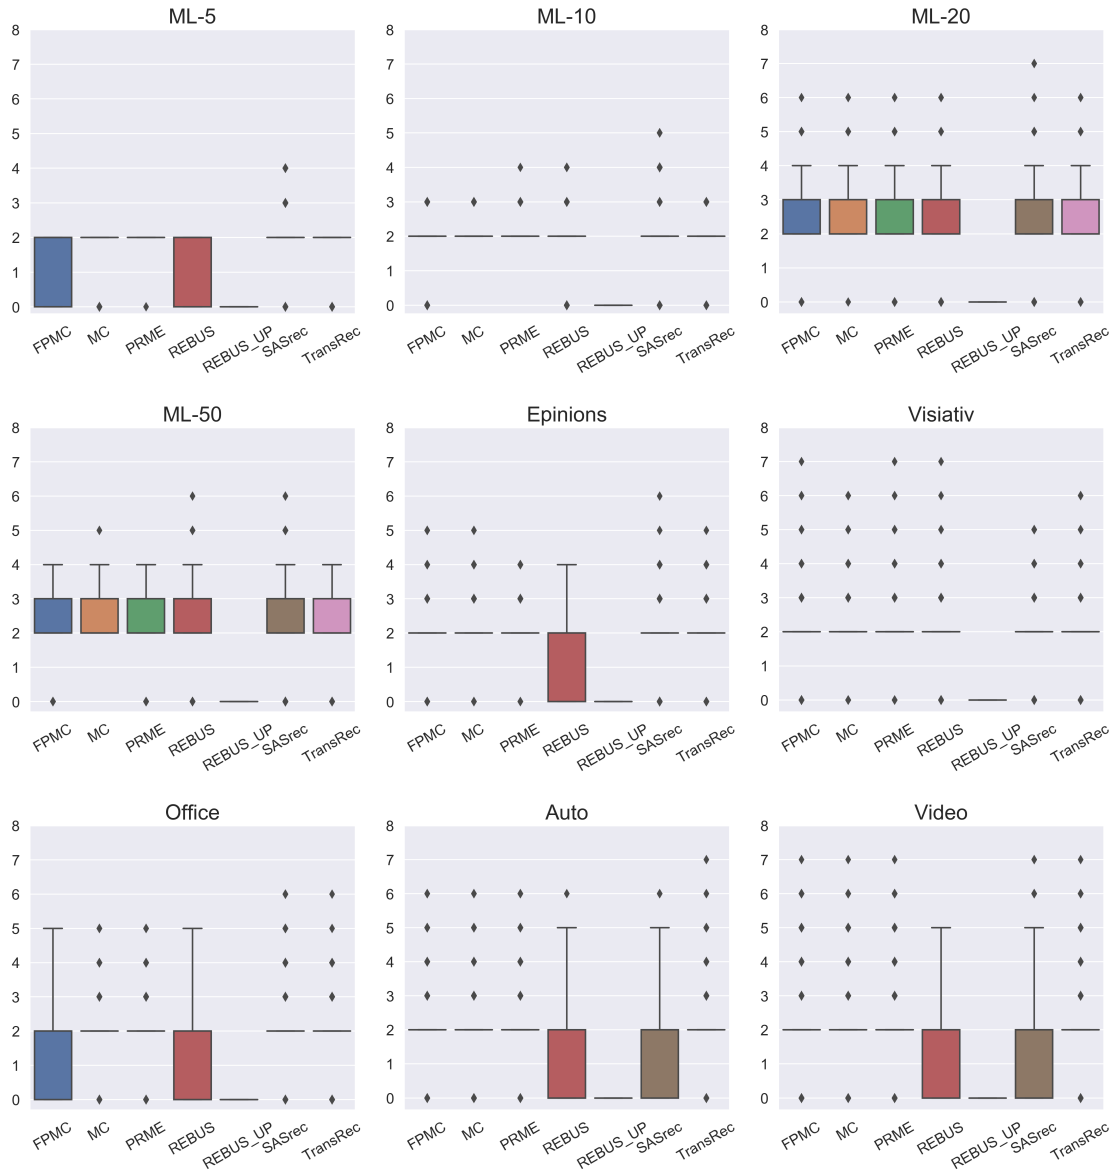 ML-5
ML-10
ML-20
8
7
6
5
4
3
2
1
0
FPMC
MC
PRME
REBUS
REBUS_UP
SASrec
TransRec
8
7
6
5
4
3
2
1
0
FPMC
MC
PRME
REBUS
REBUS_UP
SASrec
TransRec
8
7
6
5
4
3
2
1
0
FPMC
MC
PRME
REBUS
REBUS_UP
SASrec
TransRec
ML-50
Epinions
Visiativ
8
7
6
5
4
3
2
1
0
FPMC
MC
PRME
REBUS
REBUS_UP
SASrec
TransRec
8
7
6
5
4
3
2
1
0
FPMC
MC
PRME
REBUS
REBUS_UP
SASrec
TransRec
8
7
6
5
4
3
2
1
0
FPMC
MC
PRME
REBUS
REBUS_UP
SASrec
TransRec
Office
Auto
Video
8
7
6
5
4
3
2
1
0
FPMC
MC
PRME
REBUS
REBUS_UP
SASrec
TransRec
8
7
6
5
4
3
2
1
0
FPMC
MC
PRME
REBUS
REBUS_UP
SASrec
TransRec
8
7
6
5
4
3
2
1
0
FPMC
MC
PRME
REBUS
REBUS_UP
SASrec
TransRec